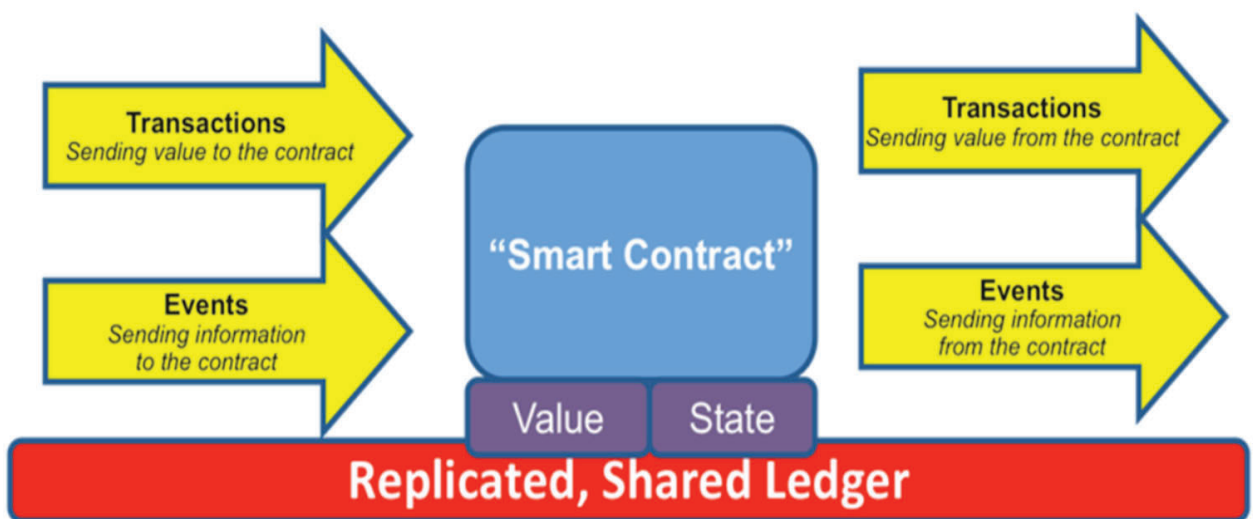 Transactions
Sending value to the contract
Events
Sending information
to the contract
“Smart Contract”
Value
State
Transactions
Sending value from the contract
Events
Sending information
from the contract
Replicated, Shared Ledger